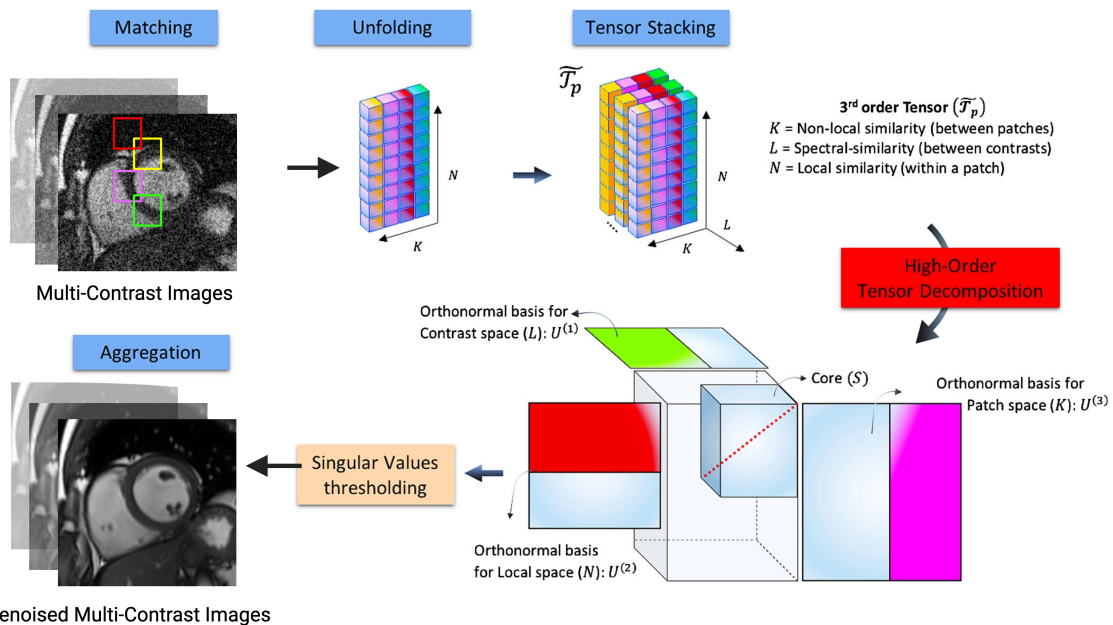 Matching
Unfolding
Tensor Stacking
𝒯̃ₚ
3rd order Tensor (𝒯̃ₚ)
K = Non-local similarity (between patches)
L = Spectral-similarity (between contrasts)
N = Local similarity (within a patch)
N
K
N
L
K
....
Multi-Contrast Images
High-Order
Tensor Decomposition
Orthonormal basis for
Contrast space (L): U⁽¹⁾
Core (S)
Orthonormal basis for
Patch space (K): U⁽³⁾
Orthonormal basis
for Local space (N): U⁽²⁾
Singular Values
thresholding
Aggregation
enoised Multi-Contrast Images